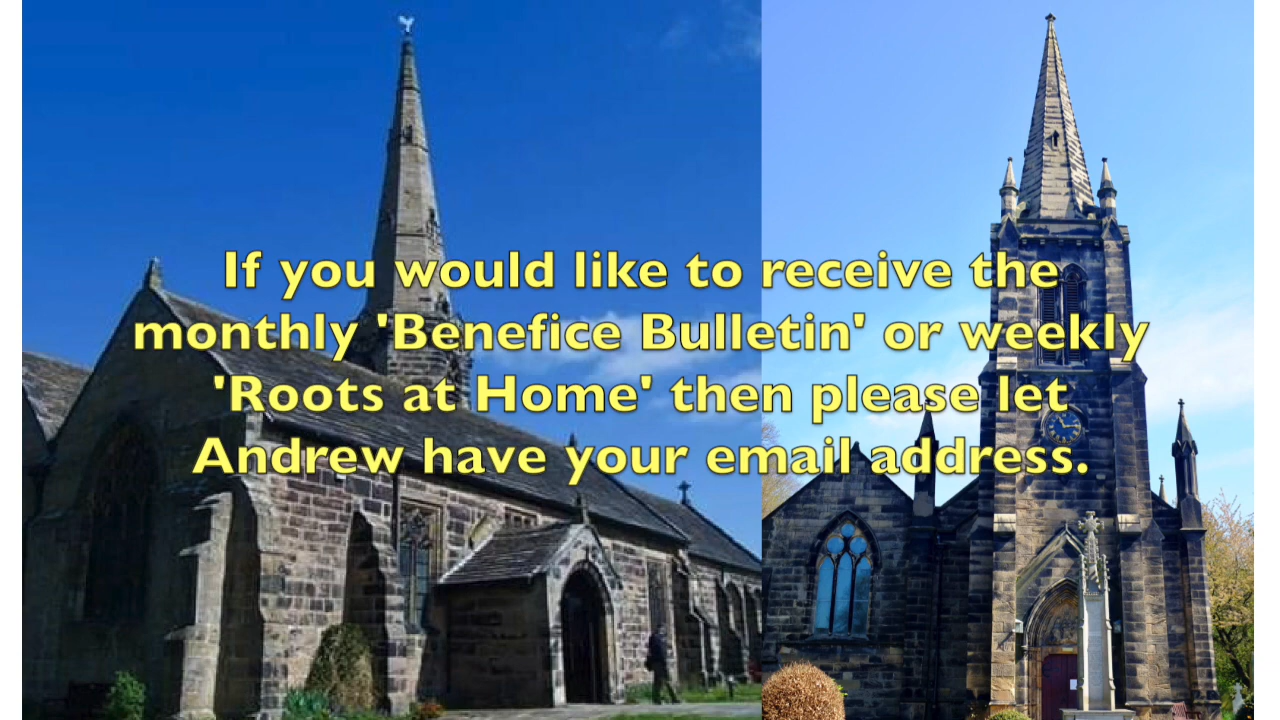 If you would like to receive the
monthly 'Benefice Bulletin' or weekly
'Roots at Home' then please let
Andrew have your email address.